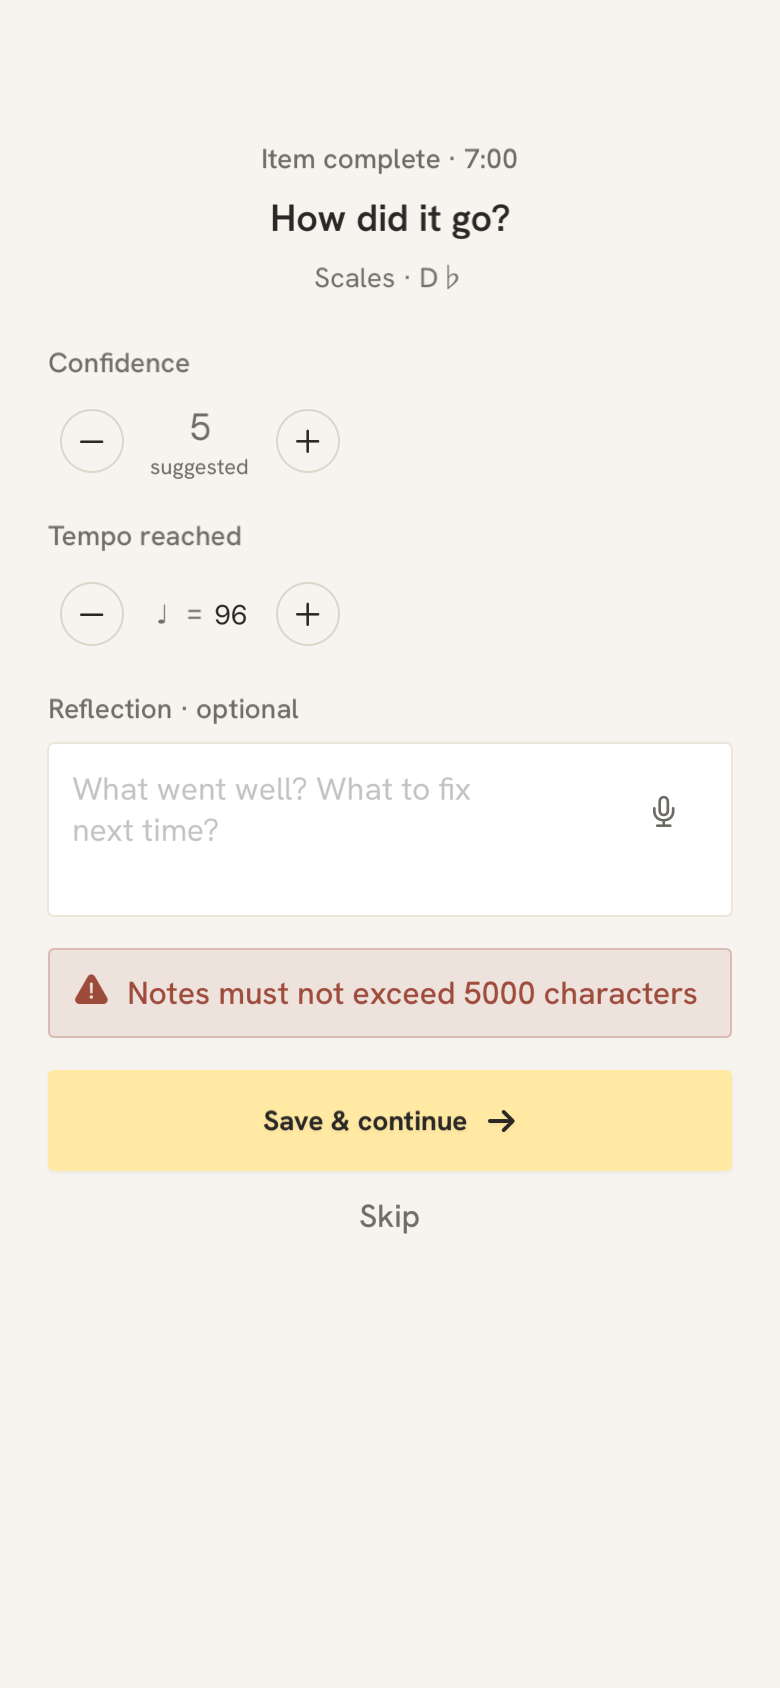 Item complete · 7:00
How did it go?
Scales · D♭
Confidence
5
suggested
Tempo reached
♩ = 96
Reflection · optional
What went well? What to fix
next time?
Notes must not exceed 5000 characters
Save & continue →
Skip